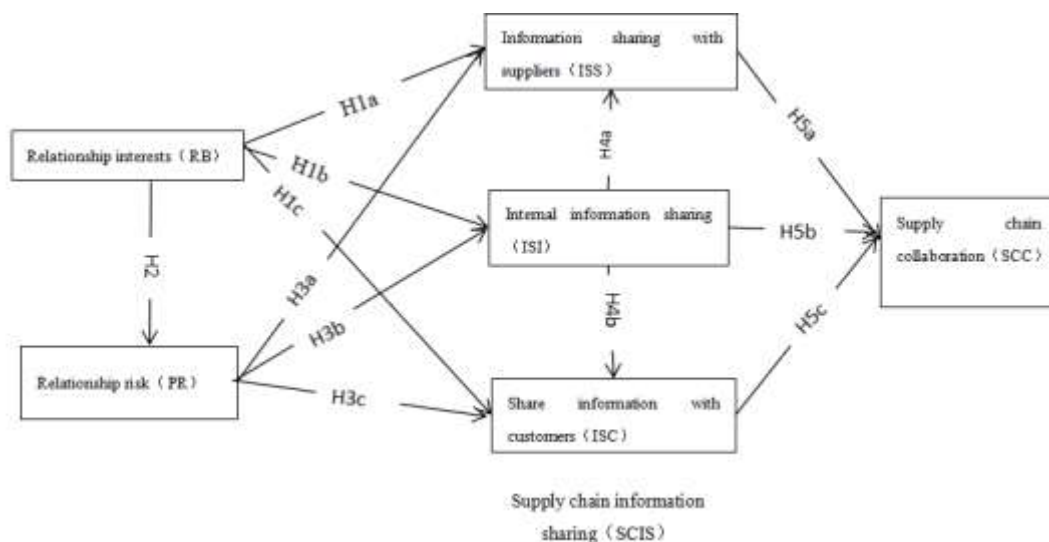 Information sharing with
suppliers（ISS）
H1a
H5a
H4a
Relationship interests（RB）
H1b
H1c
Internal information sharing
（ISI）
H5b
Supply chain
collaboration（SCC）
H2
H3a
H3b
H4b
H5c
Relationship risk（PR）
H3c
Share information with
customers（ISC）
Supply chain information
sharing（SCIS）